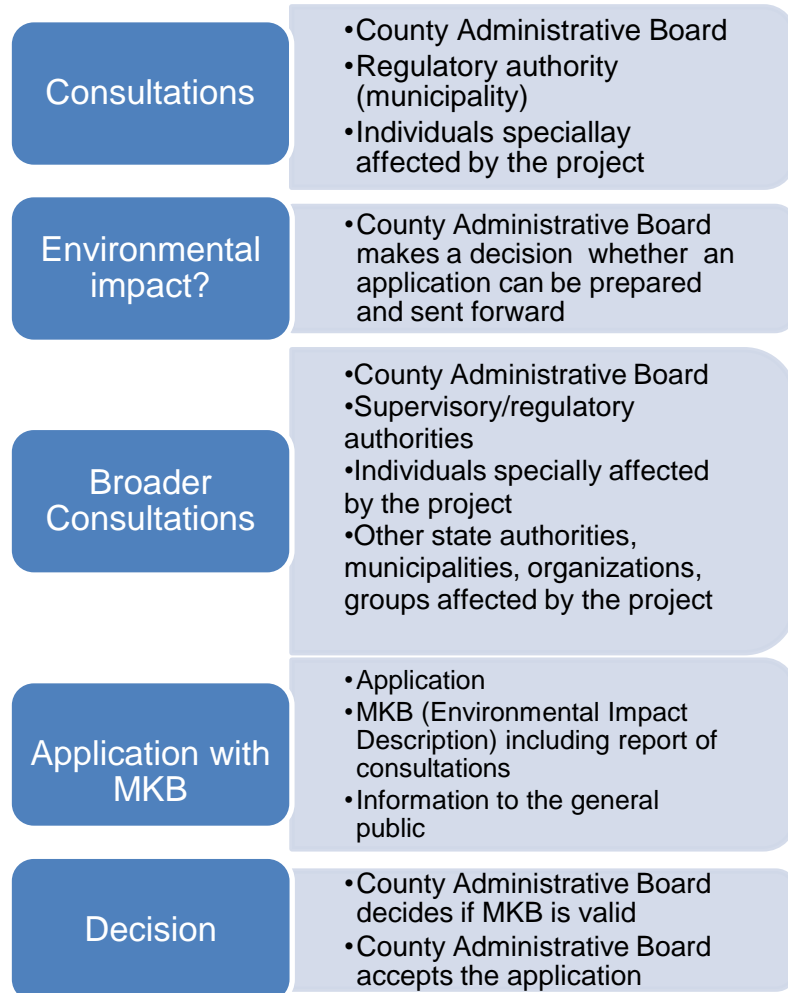 Consultations
•County Administrative Board
•Regulatory authority
(municipality)
•Individuals speciallay
affected by the project
Environmental
impact?
•County Administrative Board
makes a decision whether an
application can be prepared
and sent forward
Broader
Consultations
•County Administrative Board
•Supervisory/regulatory
authorities
•Individuals specially affected
by the project
•Other state authorities,
municipalities, organizations,
groups affected by the project
Application with
MKB
•Application
•MKB (Environmental Impact
Description) including report of
consultations
•Information to the general
public
Decision
•County Administrative Board
decides if MKB is valid
•County Administrative Board
accepts the application